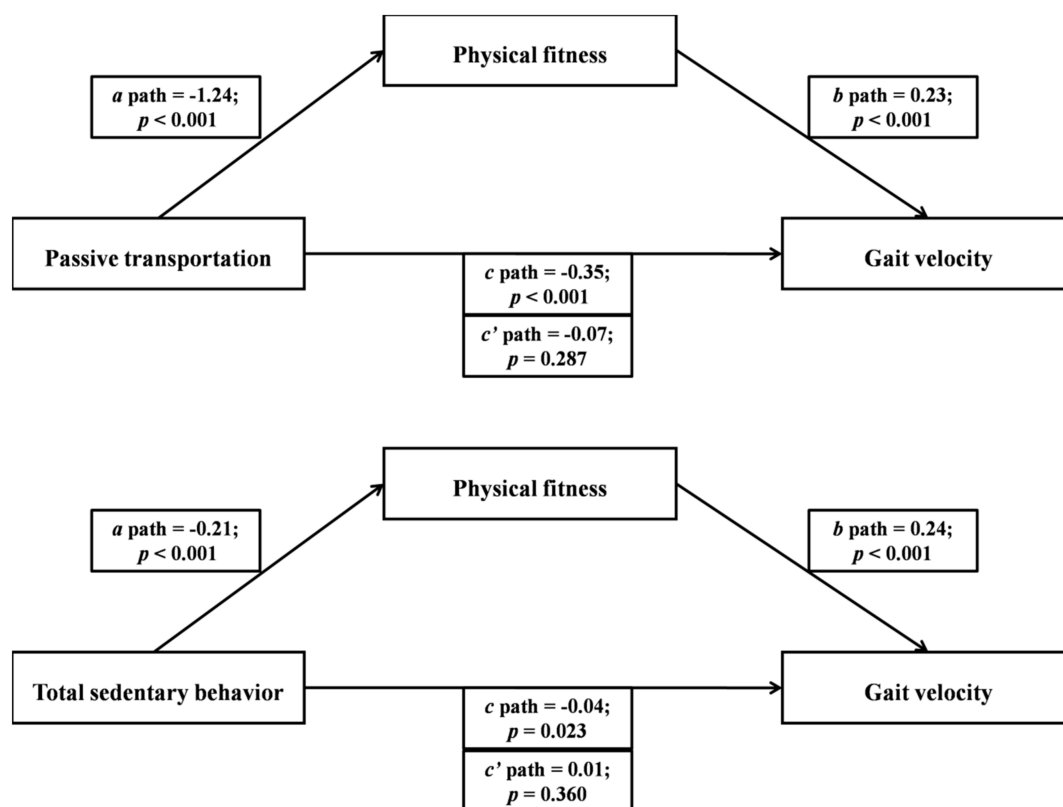 Physical fitness
a path = -1.24;
p < 0.001
b path = 0.23;
p < 0.001
Passive transportation
Gait velocity
c path = -0.35;
p < 0.001
c' path = -0.07;
p = 0.287
Physical fitness
a path = -0.21;
p < 0.001
b path = 0.24;
p < 0.001
Total sedentary behavior
Gait velocity
c path = -0.04;
p = 0.023
c' path = 0.01;
p = 0.360